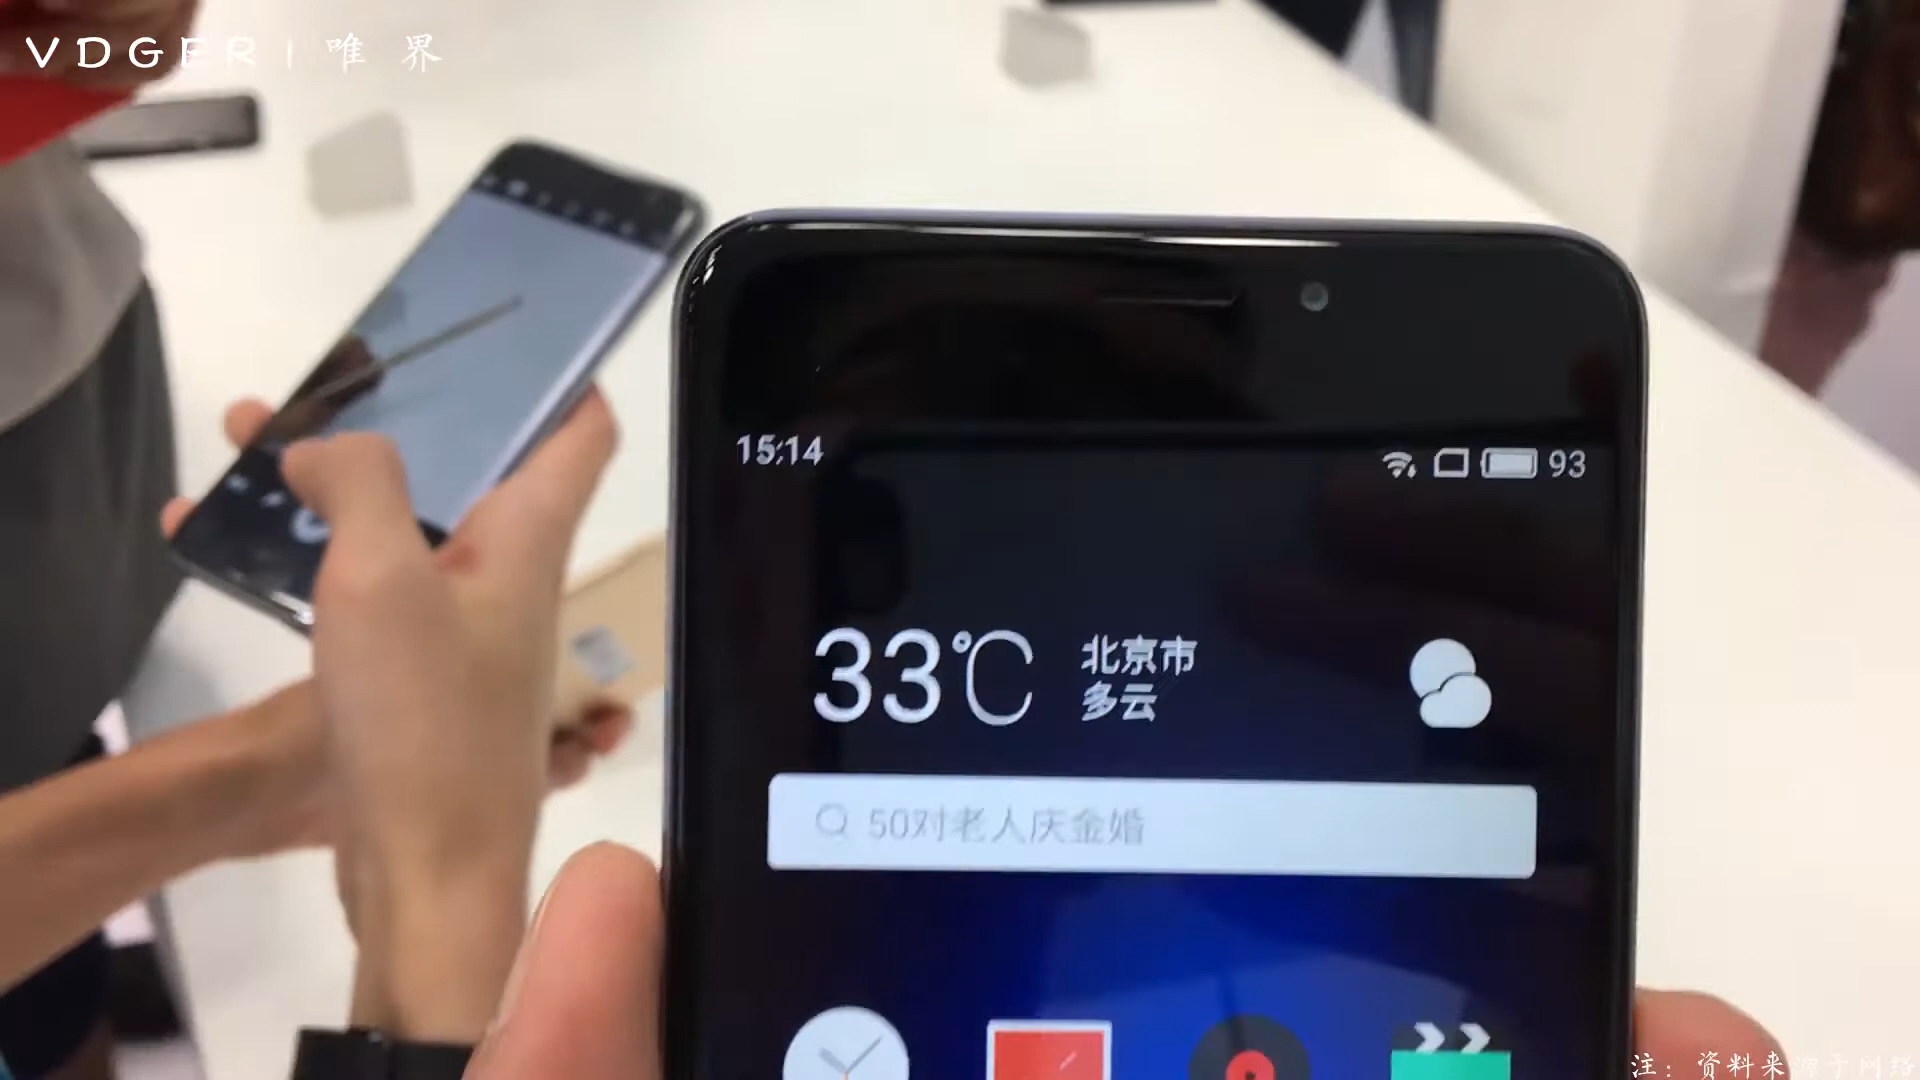 VDGER | 唯 界
15:14
93
33℃
北京市
多云
50对老人庆金婚
注：资料来源于网络